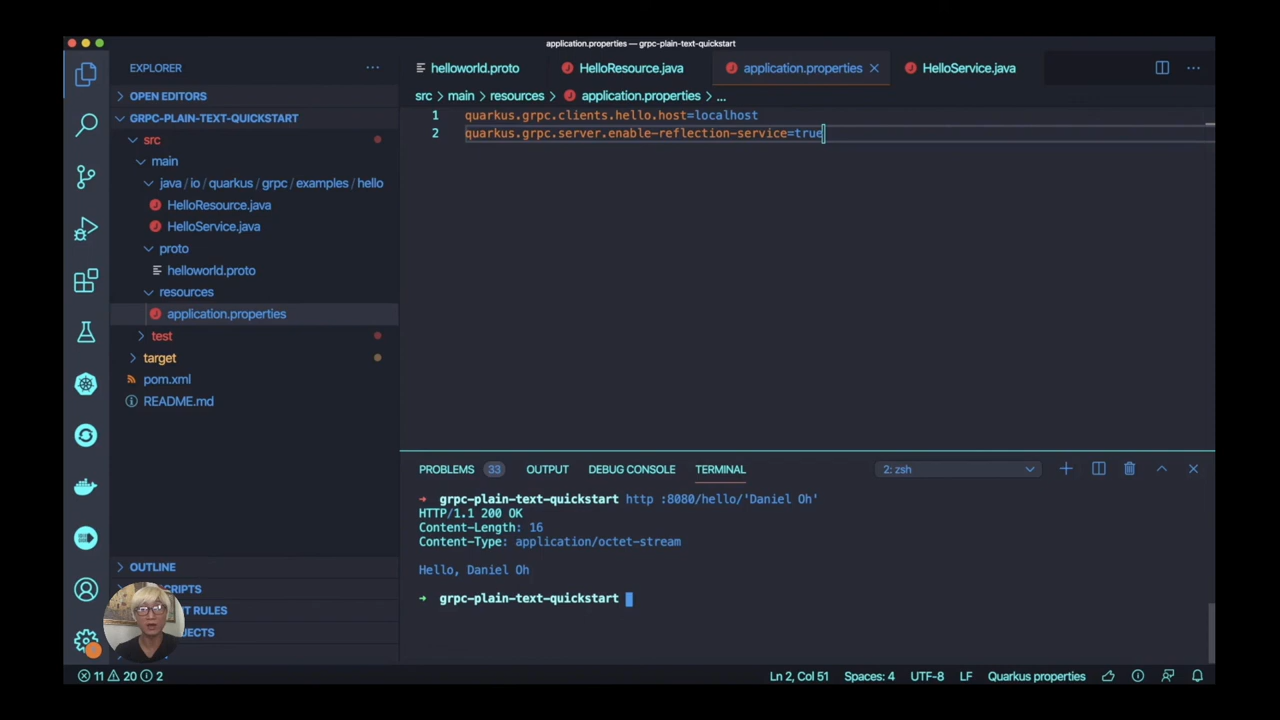 application.properties — grpc-plain-text-quickstart
EXPLORER
helloworld.proto
HelloResource.java
application.properties
HelloService.java
OPEN EDITORS
GRPC-PLAIN-TEXT-QUICKSTART
src
main
java / io / quarkus / grpc / examples / hello
HelloResource.java
HelloService.java
proto
helloworld.proto
resources
application.properties
test
target
pom.xml
README.md
OUTLINE
SCRIPTS
T RULES
JECTS
src > main > resources > application.properties > ...
1 quarkus.grpc.clients.hello.host=localhost
2 quarkus.grpc.server.enable-reflection-service=true
PROBLEMS 33 OUTPUT DEBUG CONSOLE TERMINAL
2: zsh
➜ grpc-plain-text-quickstart http :8080/hello/'Daniel Oh'
HTTP/1.1 200 OK
Content-Length: 16
Content-Type: application/octet-stream
Hello, Daniel Oh
➜ grpc-plain-text-quickstart
11 20 2
Ln 2, Col 51
Spaces: 4
UTF-8
LF
Quarkus properties